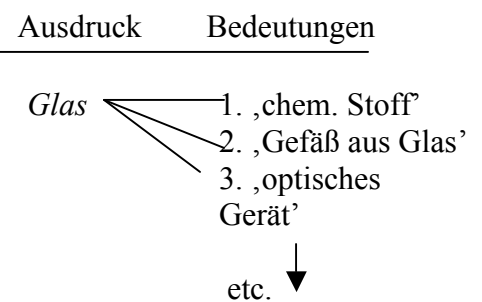 Ausdruck Bedeutungen
Glas 1. ‚chem. Stoff’
2. ‚Gefäß aus Glas’
3. ‚optisches
Gerät’
etc.